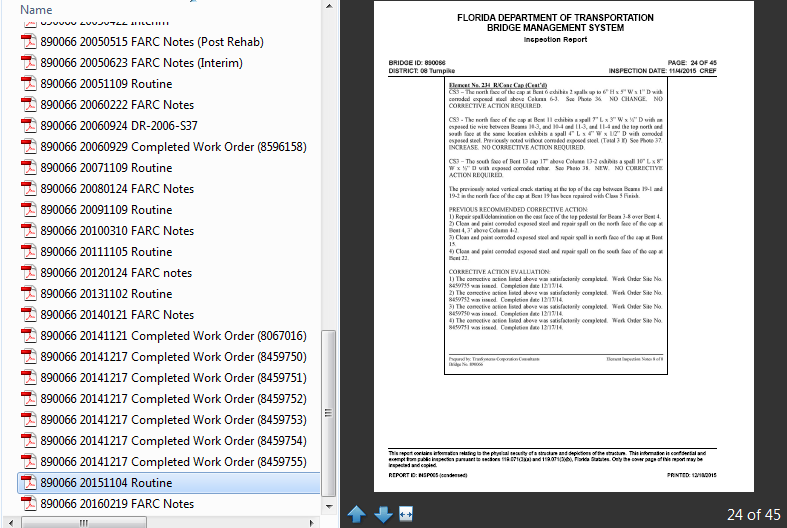 Name
890066 20050422 Interim
890066 20050515 FARC Notes (Post Rehab)
890066 20050623 FARC Notes (Interim)
890066 20051109 Routine
890066 20060222 FARC Notes
890066 20060924 DR-2006-S37
890066 20060929 Completed Work Order (8596158)
890066 20071109 Routine
890066 20080124 FARC Notes
890066 20091109 Routine
890066 20100310 FARC Notes
890066 20111105 Routine
890066 20120124 FARC notes
890066 20131102 Routine
890066 20140121 FARC Notes
890066 20141121 Completed Work Order (8067016)
890066 20141217 Completed Work Order (8459750)
890066 20141217 Completed Work Order (8459751)
890066 20141217 Completed Work Order (8459752)
890066 20141217 Completed Work Order (8459753)
890066 20141217 Completed Work Order (8459754)
890066 20141217 Completed Work Order (8459755)
890066 20151104 Routine
890066 20160219 FARC Notes
FLORIDA DEPARTMENT OF TRANSPORTATION
BRIDGE MANAGEMENT SYSTEM
Inspection Report
BRIDGE ID: 890066 PAGE: 24 OF 45
DISTRICT: 08 Turnpike INSPECTION DATE: 11/4/2015 CREF
Element No. 234 R/Conc Cap (Cont'd)
CS3 – The north face of the cap at Bent 6 exhibits 2 spalls up to 6" H x 5" W x 1" D with
corroded exposed steel above Column 6-3. See Photo 36. NO CHANGE. NO
CORRECTIVE ACTION REQUIRED.
CS3 - The north face of the cap at Bent 11 exhibits a spall 7" L x 3" W x ½" D with an
exposed tie wire between Beams 10-3, and 10-4 and 11-3, and 11-4 and the top north and
south face at the same location exhibits a spall 4" L x 4" W x 1/2" D with corroded
exposed steel. Previously noted without corroded exposed steel. (Total 3 lf) See Photo 37.
INCREASE. NO CORRECTIVE ACTION REQUIRED.
CS3 – The south face of Bent 13 cap 17" above Column 13-2 exhibits a spall 10" L x 8"
W x ½" D with exposed corroded rebar. See Photo 38. NEW. NO CORRECTIVE
ACTION REQUIRED.
The previously noted vertical crack starting at the top of the cap between Beams 19-1 and
19-2 in the north face of the cap at Bent 19 has been repaired with Class 5 Finish.
PREVIOUS RECOMMENDED CORRECTIVE ACTION:
1) Repair spall/delamination on the east face of the top pedestal for Beam 3-8 over Bent 4.
2) Clean and paint corroded exposed steel and repair spall on the north face of the cap at
Bent 4, 3' above Column 4-2.
3) Clean and paint corroded exposed steel and repair spall in north face of the cap at Bent
15.
4) Clean and paint corroded exposed steel and repair spall on the south face of the cap at
Bent 22.
CORRECTIVE ACTION EVALUATION:
1) The corrective action listed above was satisfactorily completed. Work Order Site No.
8459755 was issued. Completion date 12/17/14.
2) The corrective action listed above was satisfactorily completed. Work Order Site No.
8459752 was issued. Completion date 12/17/14.
3) The corrective action listed above was satisfactorily completed. Work Order Site No.
8459750 was issued. Completion date 12/17/14.
4) The corrective action listed above was satisfactorily completed. Work Order Site No.
8459751 was issued. Completion date 12/17/14.
Prepared by: TranSystems Corporation Consultants Element Inspection Notes 8 of 8
Bridge No. 890066
This report contains information relating to the physical security of a structure and depictions of the structure. This information is confidential and
exempt from public inspection pursuant to sections 119.071(3)(a) and 119.071(3)(b), Florida Statutes. Only the cover page of this report may be
inspected and copied.
REPORT ID: INSP005 (condensed) PRINTED: 12/18/2015
24 of 45